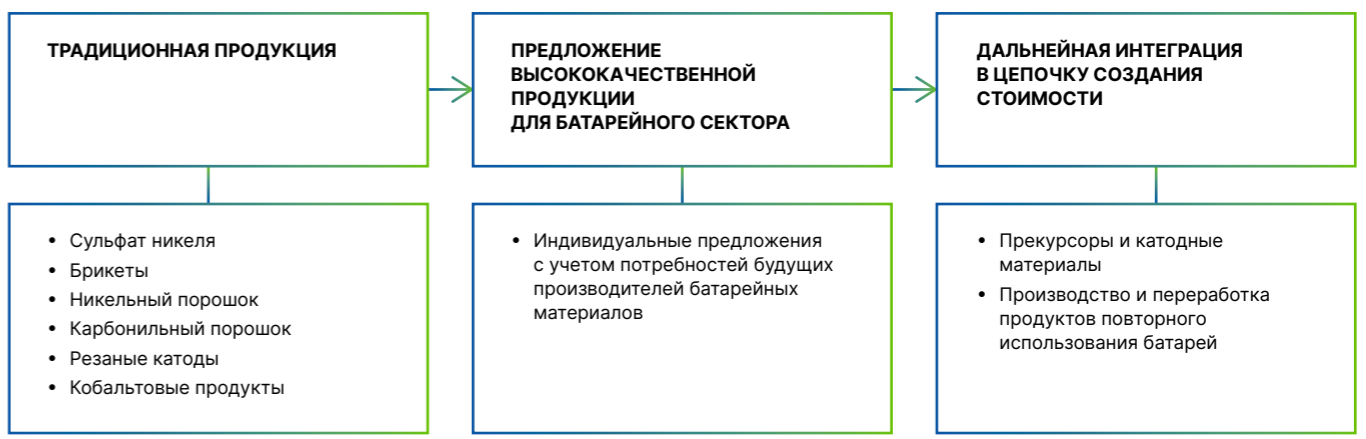 ТРАДИЦИОННАЯ ПРОДУКЦИЯ
ПРЕДЛОЖЕНИЕ
ВЫСОКОКАЧЕСТВЕННОЙ
ПРОДУКЦИИ
ДЛЯ БАТАРЕЙНОГО СЕКТОРА
ДАЛЬНЕЙНАЯ ИНТЕГРАЦИЯ
В ЦЕПОЧКУ СОЗДАНИЯ
СТОИМОСТИ
• Сульфат никеля
• Брикеты
• Никельный порошок
• Карбонильный порошок
• Резаные катоды
• Кобальтовые продукты
• Индивидуальные предложения
с учетом потребностей будущих
производителей батарейных
материалов
• Прекурсоры и катодные
материалы
• Производство и переработка
продуктов повторного
использования батарей